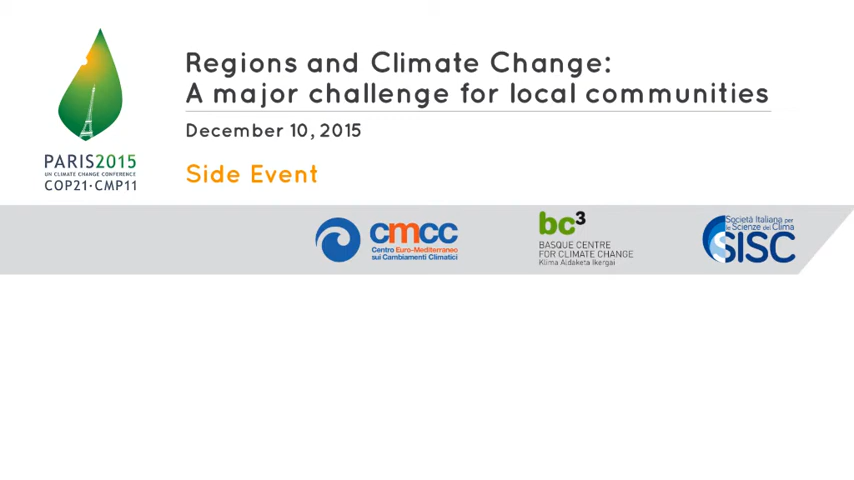 Regions and Climate Change:
A major challenge for local communities
December 10, 2015
Side Event
PARIS2015
UN CLIMATE CHANGE CONFERENCE
COP21·CMP11
cmcc
Centro Euro-Mediterraneo
sui Cambiamenti Climatici
bc3
BASQUE CENTRE
FOR CLIMATE CHANGE
Klima Aldaketa Ikergai
Società Italiana per
le Scienze del Clima
SISC